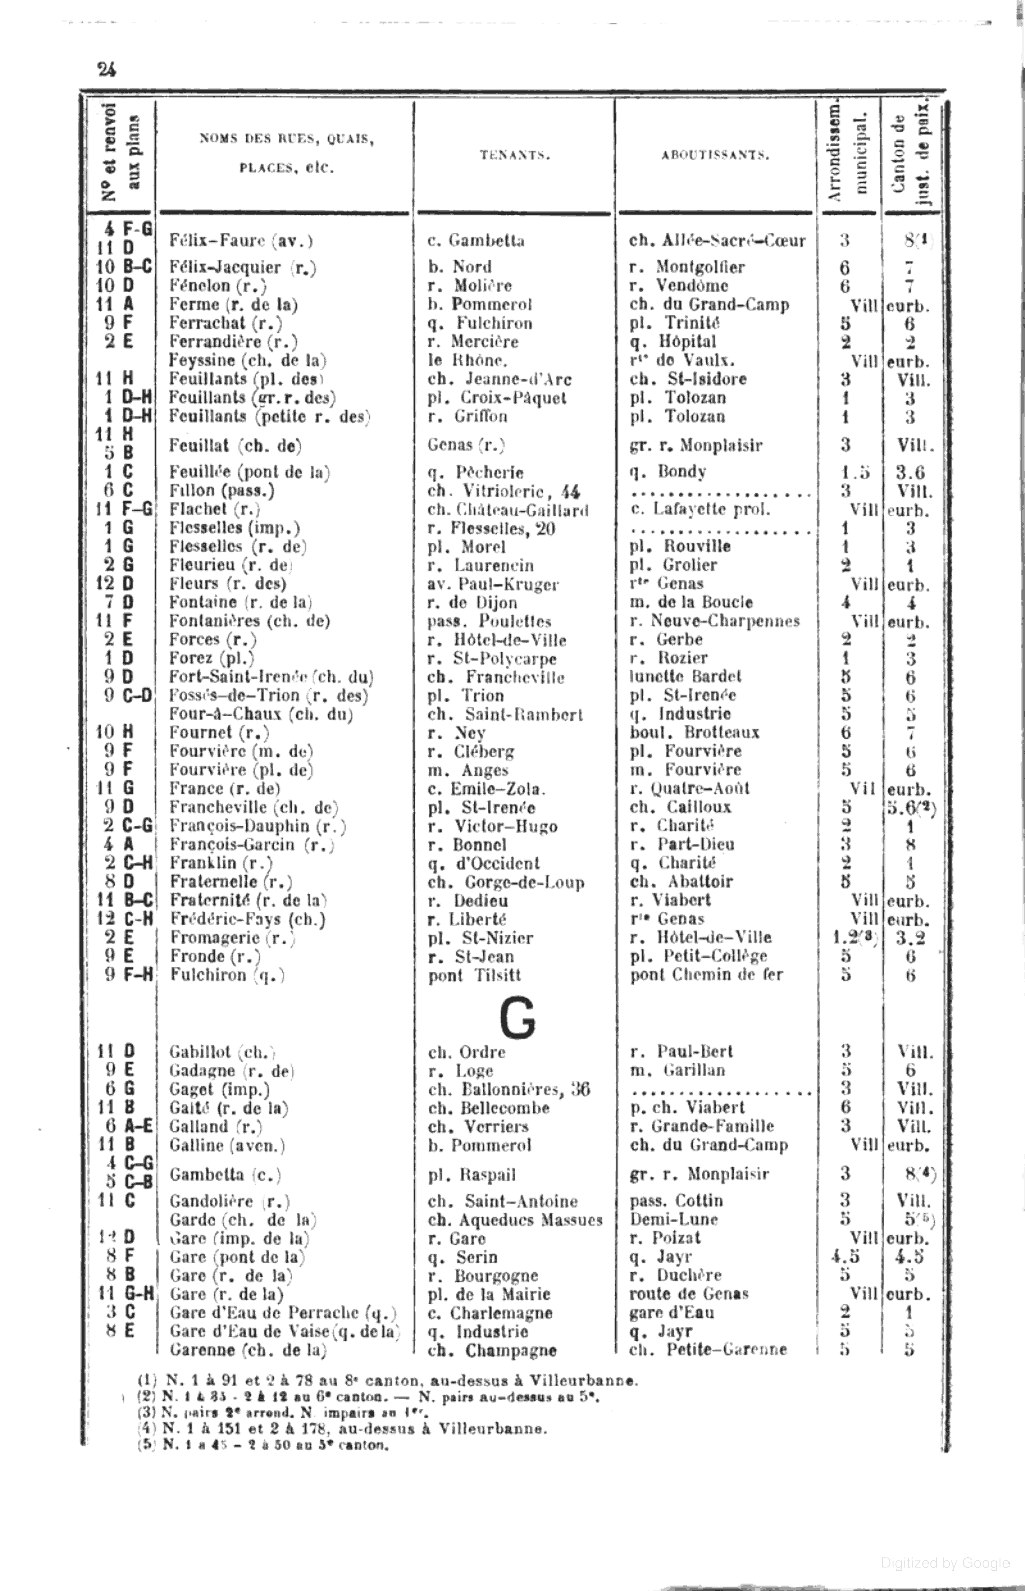 24
Nº et renvoi aux plans | NOMS DES RUES, QUAIS, PLACES, etc. | TENANTS. | ABOUTISSANTS. | Arrondissem. municipal. | Canton de just. de paix.
4 F-G 11 D | Félix-Faure (av.) | c. Gambetta | ch. Allée-Sacré-Cœur | 3 | 8(1)
10 B-C | Félix-Jacquier (r.) | b. Nord | r. Montgolfier | 6 | 7
10 D | Fénelon (r.) | r. Molière | r. Vendôme | 6 | 7
11 A | Ferme (r. de la) | b. Pommerol | ch. du Grand-Camp | Villeurb.
9 F | Ferrachat (r.) | q. Fulchiron | pl. Trinité | 5 | 6
2 E | Ferrandière (r.) | r. Mercière | q. Hôpital | 2 | 2
Feyssine (ch. de la) | le Rhône. | rte de Vaulx. | Villeurb.
11 H | Feuillants (pl. des) | ch. Jeanne-d'Arc | ch. St-Isidore | 3 | Vill.
1 D-H | Feuillants (gr. r. des) | pl. Croix-Pâquet | pl. Tolozan | 1 | 3
1 D-H | Feuillants (petite r. des) | r. Griffon | pl. Tolozan | 1 | 3
11 H 5 B | Feuillat (ch. de) | Genas (r.) | gr. r. Monplaisir | 3 | Vill.
1 C | Feuillée (pont de la) | q. Pêcherie | q. Bondy | 1.5 | 3.6
6 C | Fillon (pass.) | ch. Vitriolerie, 44 | .................. | 3 | Vill.
11 F-G | Flachet (r.) | ch. Château-Gaillard | c. Lafayette prol. | Villeurb.
1 G | Flesselles (imp.) | r. Flesselles, 20 | .................. | 1 | 3
1 G | Flesselles (r. de) | pl. Morel | pl. Rouville | 1 | 3
2 G | Fleurieu (r. de) | r. Laurencin | pl. Grolier | 2 | 1
12 D | Fleurs (r. des) | av. Paul-Kruger | rte Genas | Villeurb.
7 D | Fontaine (r. de la) | r. de Dijon | m. de la Boucle | 4 | 4
11 F | Fontanières (ch. de) | pass. Poulettes | r. Neuve-Charpennes | Villeurb.
2 E | Forces (r.) | r. Hôtel-de-Ville | r. Gerbe | 2 | 2
1 D | Forez (pl.) | r. St-Polycarpe | r. Rozier | 1 | 3
9 D | Fort-Saint-Irenée (ch. du) | ch. Francheville | lunette Bardet | 5 | 6
9 C-D | Fossés-de-Trion (r. des) | pl. Trion | pl. St-Irenée | 5 | 6
Four-à-Chaux (ch. du) | ch. Saint-Rambert | q. Industrie | 5 | 5
10 H | Fournet (r.) | r. Ney | boul. Brotteaux | 6 | 7
9 F | Fourvière (m. de) | r. Cléberg | pl. Fourvière | 5 | 6
9 F | Fourvière (pl. de) | m. Anges | m. Fourvière | 5 | 6
11 G | France (r. de) | c. Emile-Zola. | r. Quatre-Août | Vil eurb.
9 D | Francheville (ch. de) | pl. St-Irenée | ch. Cailloux | 5 | 5.6(2)
2 C-G | François-Dauphin (r.) | r. Victor-Hugo | r. Charité | 2 | 1
4 A | François-Garcin (r.) | r. Bonnel | r. Part-Dieu | 3 | 8
2 C-H | Franklin (r.) | q. d'Occident | q. Charité | 2 | 1
8 D | Fraternelle (r.) | ch. Gorge-de-Loup | ch. Abattoir | 5 | 5
11 B-C | Fraternité (r. de la) | r. Dedieu | r. Viabert | Villeurb.
12 C-H | Frédéric-Fays (ch.) | r. Liberté | rte Genas | Villeurb.
2 E | Fromagerie (r.) | pl. St-Nizier | r. Hôtel-de-Ville | 1.2(3) | 3.2
9 E | Fronde (r.) | r. St-Jean | pl. Petit-Collège | 5 | 6
9 F-H | Fulchiron (q.) | pont Tilsitt | pont Chemin de fer | 5 | 6
G
11 D | Gabillot (ch.) | ch. Ordre | r. Paul-Bert | 3 | Vill.
9 E | Gadagne (r. de) | r. Loge | m. Garillan | 5 | 6
6 G | Gaget (imp.) | ch. Ballonnières, 36 | .................. | 3 | Vill.
11 B | Gaité (r. de la) | ch. Bellecombe | p. ch. Viabert | 6 | Vill.
6 A-E | Galland (r.) | ch. Verriers | r. Grande-Famille | 3 | Vill.
11 B | Galline (aven.) | b. Pommerol | ch. du Grand-Camp | Villeurb.
4 C-G 5 C-B | Gambetta (c.) | pl. Raspail | gr. r. Monplaisir | 3 | 8(4)
11 C | Gandolière (r.) | ch. Saint-Antoine | pass. Cottin | 3 | Vill.
Garde (ch. de la) | ch. Aqueducs Massues | Demi-Lune | 5 | 5(5)
12 D | Gare (imp. de la) | r. Gare | r. Poizat | Villeurb.
8 F | Gare (pont de la) | q. Serin | q. Jayr | 4.5 | 4.5
8 B | Gare (r. de la) | r. Bourgogne | r. Duchère | 5 | 5
11 G-H | Gare (r. de la) | pl. de la Mairie | route de Genas | Villeurb.
3 C | Gare d'Eau de Perrache (q.) | c. Charlemagne | gare d'Eau | 2 | 1
8 E | Gare d'Eau de Vaise (q. de la) | q. Industrie | q. Jayr | 5 | 5
Garenne (ch. de la) | ch. Champagne | ch. Petite-Garenne | 5 | 5
(1) N. 1 à 91 et 2 à 78 au 8e canton, au-dessus à Villeurbanne.
(2) N. 1 à 35 - 2 à 12 au 6e canton. — N. pairs au-dessus au 5e.
(3) N. pairs 2e arrond. N. impairs au 1er.
(4) N. 1 à 151 et 2 à 178, au-dessus à Villeurbanne.
(5) N. 1 à 45 - 2 à 50 au 5e canton.
Digitized by Google